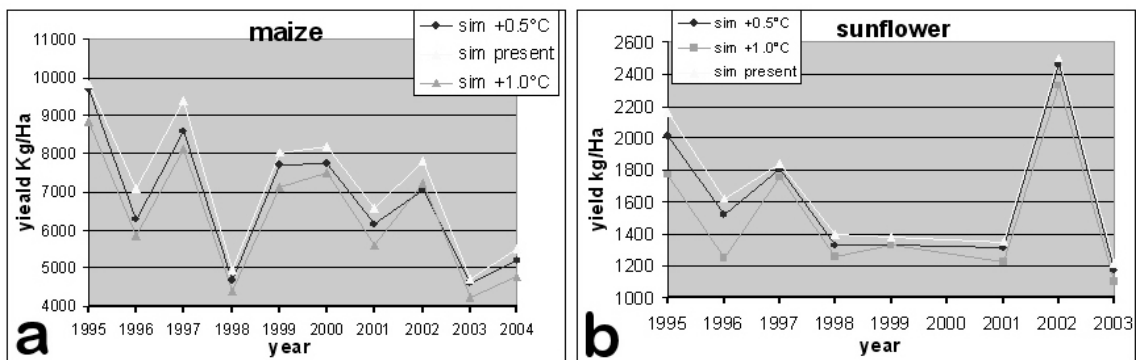 maize
sim +0.5°C
sim present
sim +1.0°C
11000
10000
9000
8000
7000
6000
5000
4000
yieald Kg/Ha
1995 1996 1997 1998 1999 2000 2001 2002 2003 2004
year
a
sunflower
sim +0.5°C
sim +1.0°C
sim present
2600
2400
2200
2000
1800
1600
1400
1200
1000
yield kg/Ha
1995 1996 1997 1998 1999 2000 2001 2002 2003
year
b